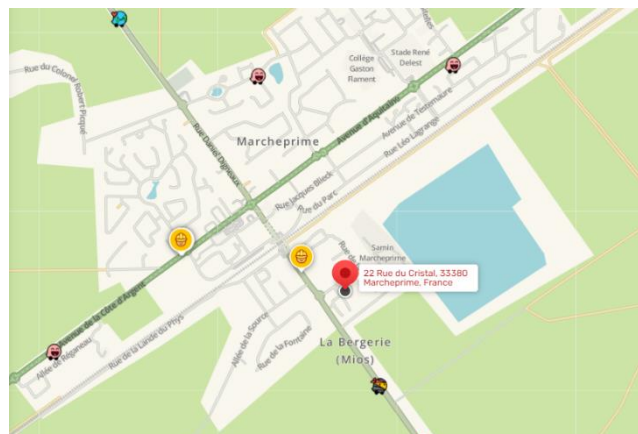 Collège
Gaston
Flament
Stade René
Delest
Rue du Colonel Robert Picqué
Marcheprime
Avenue d'Aquitaine
Avenue de Testemaure
Rue Léo Lagrange
Rue Daniel Digneaux
Rue Jacques Blieck
Rue du Parc
Samin
Marcheprime
Rue de
22 Rue du Cristal, 33380
Marcheprime, France
Avenue de la Côte d'Argent
Allée de Réganeau
Rue de la Lande du Phys
Allée de la Source
Rue de la Fontaine
La Bergerie
(Mios)